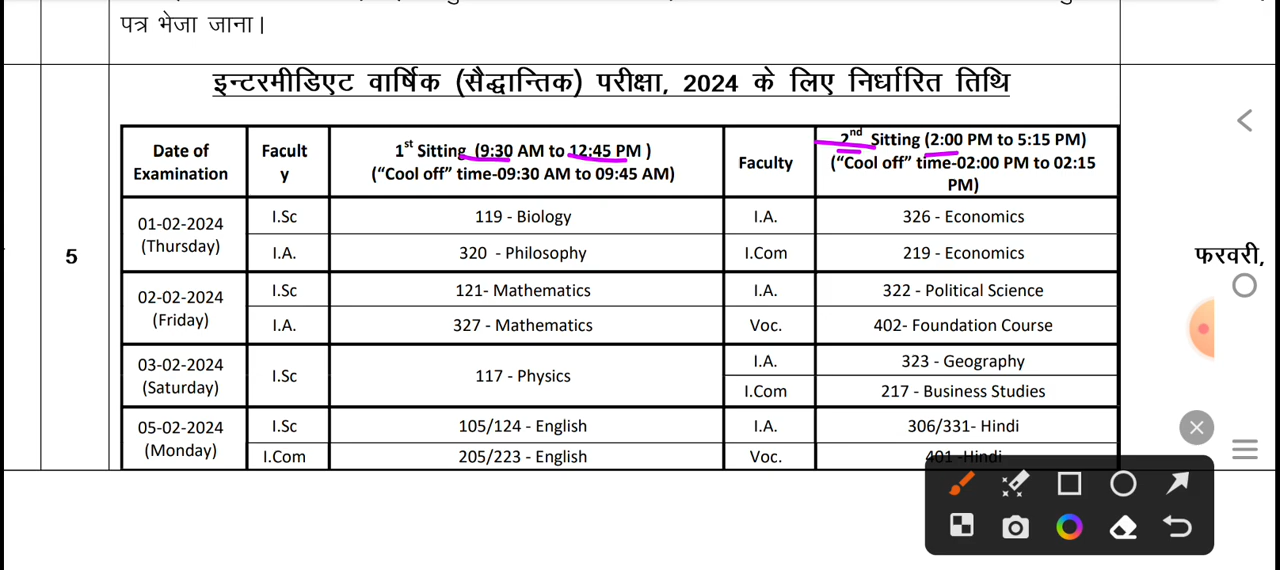 पत्र भेजा जाना।
इन्टरमीडिएट वार्षिक (सैद्धान्तिक) परीक्षा, 2024 के लिए निर्धारित तिथि
Date of Examination | Facult y | 1st Sitting (9:30 AM to 12:45 PM ) ("Cool off" time-09:30 AM to 09:45 AM) | Faculty | 2nd Sitting (2:00 PM to 5:15 PM) ("Cool off" time-02:00 PM to 02:15 PM)
5
फरवरी,
01-02-2024 (Thursday) | I.Sc | 119 - Biology | I.A. | 326 - Economics
I.A. | 320 - Philosophy | I.Com | 219 - Economics
02-02-2024 (Friday) | I.Sc | 121- Mathematics | I.A. | 322 - Political Science
I.A. | 327 - Mathematics | Voc. | 402- Foundation Course
03-02-2024 (Saturday) | I.Sc | 117 - Physics | I.A. | 323 - Geography
I.Com | 217 - Business Studies
05-02-2024 (Monday) | I.Sc | 105/124 - English | I.A. | 306/331- Hindi
I.Com | 205/223 - English | Voc. | 401 -Hindi